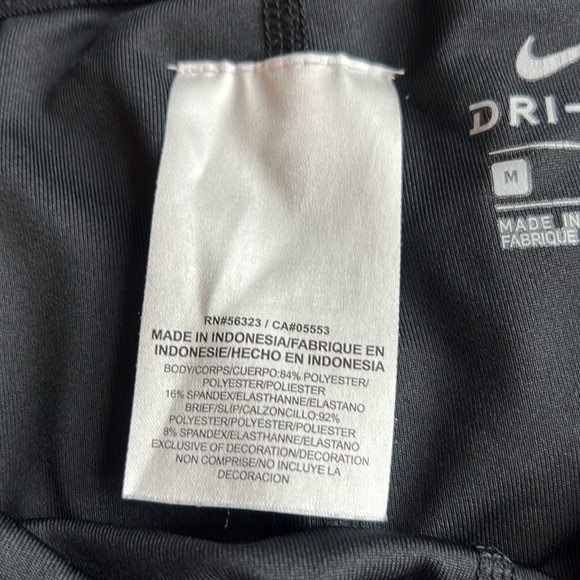 DRI-
M
MADE IN
FABRIQUE
RN#56323 / CA#05553
MADE IN INDONESIA/FABRIQUE EN
INDONESIE/HECHO EN INDONESIA
BODY/CORPS/CUERPO:84% POLYESTER/
POLYESTER/POLIESTER
16% SPANDEX/ELASTHANNE/ELASTANO
BRIEF/SLIP/CALZONCILLO:92%
POLYESTER/POLYESTER/POLIESTER
8% SPANDEX/ELASTHANNE/ELASTANO
EXCLUSIVE OF DECORATION/DECORATION
NON COMPRISE/NO INCLUYE LA
DECORACIÓN